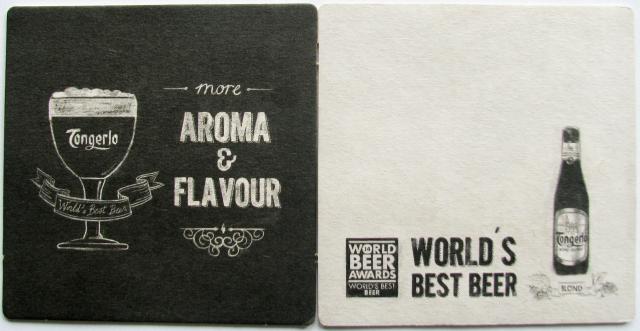 more
AROMA
&
FLAVOUR
Tongerlo
World's Best Beer
WORLD
BEER
AWARDS
WORLD'S BEST
BEER
WORLD'S
BEST BEER
Tongerlo
BLOND